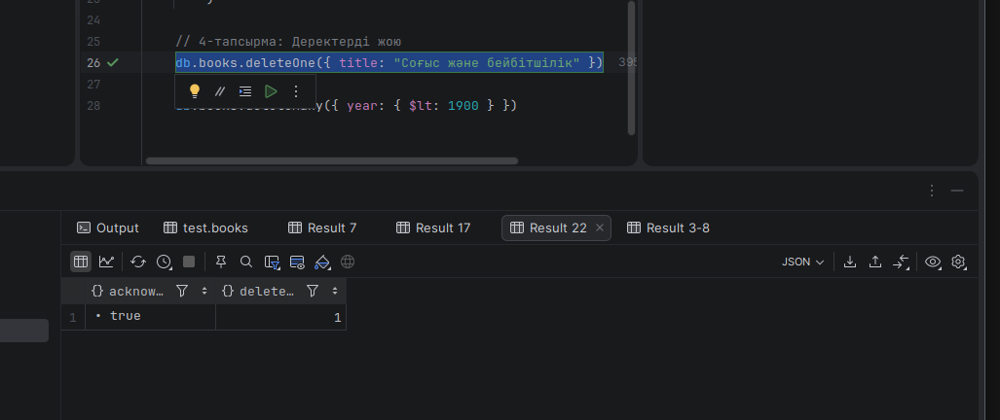 24
25 // 4-тапсырма: Деректерді жою
26 db.books.deleteOne({ title: "Соғыс және бейбітшілік" }) 395
27
28 ({ year: { $lt: 1900 } })
Output test.books Result 7 Result 17 Result 22 Result 3-8
JSON
{} acknow… {} delete…
1 • true 1